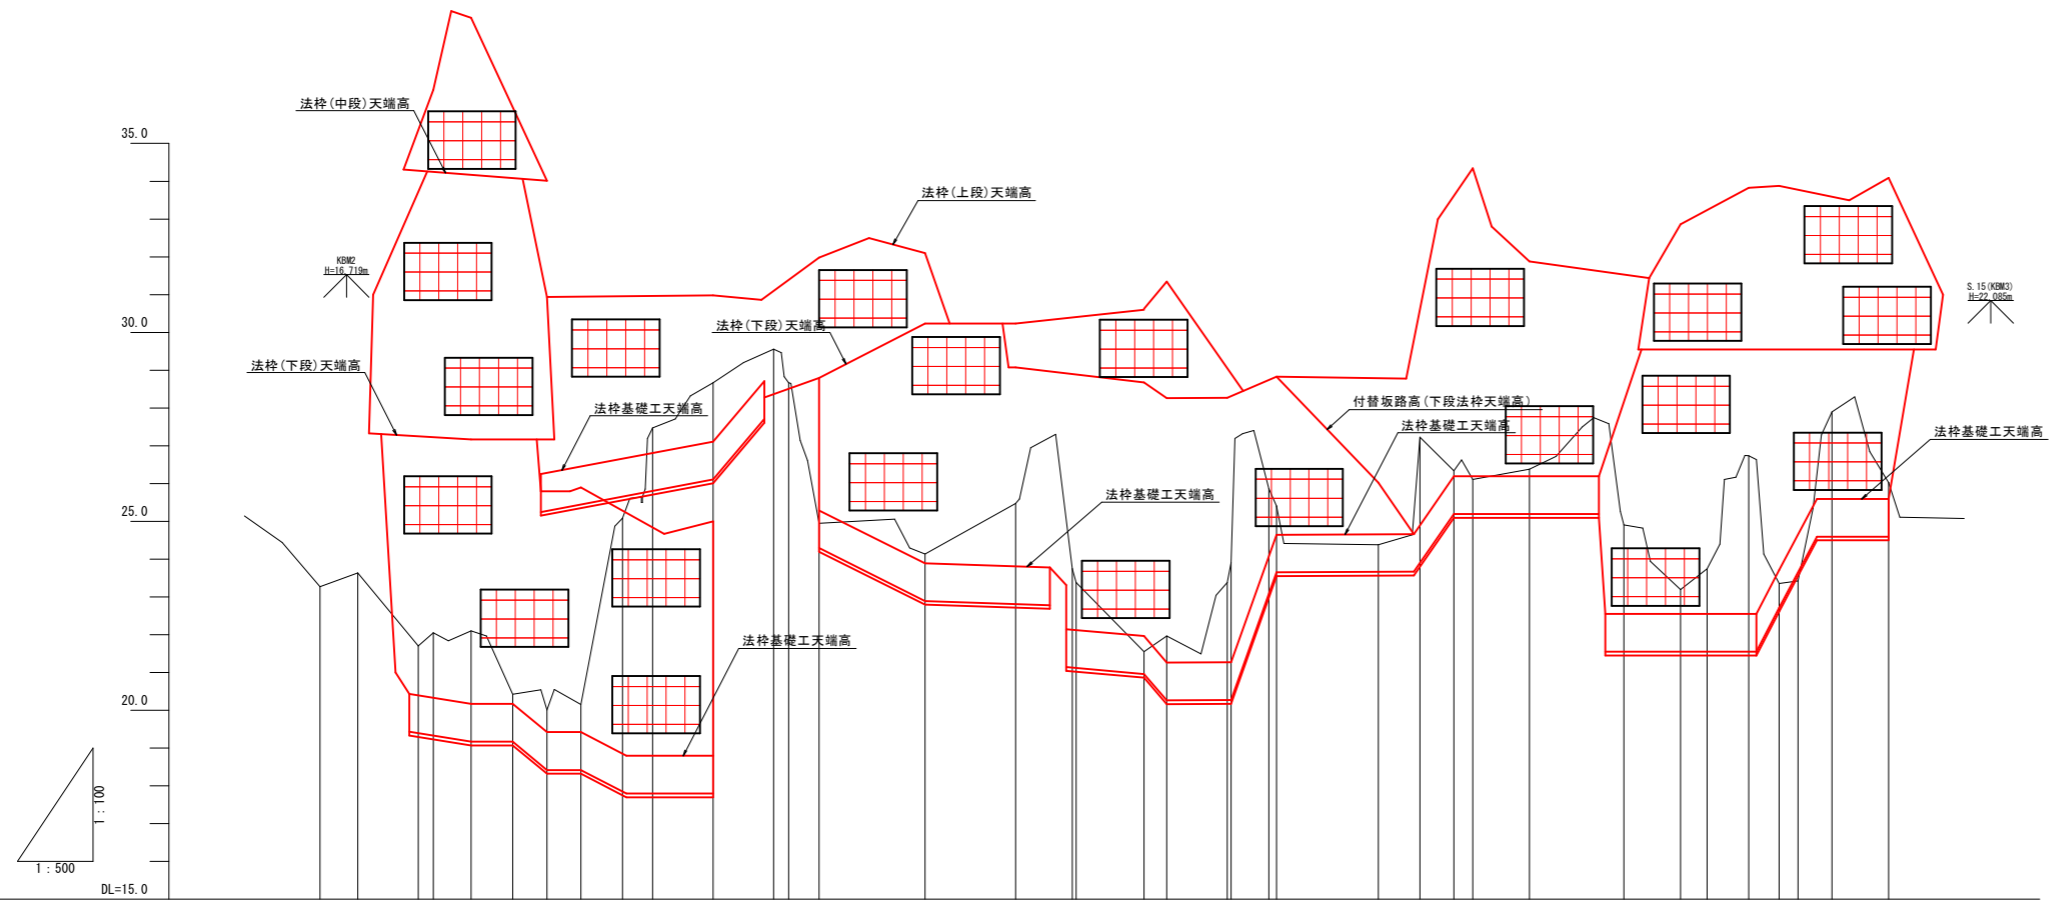 35.0
法枠(中段)天端高
法枠(上段)天端高
KBM2
H=16.719m
S.15(KBM3)
H=22.085m
30.0
法枠(下段)天端高
法枠(下段)天端高
付替坂路高(下段法枠天端高)
法枠基礎工天端高
法枠基礎工天端高
法枠基礎工天端高
法枠基礎工天端高
25.0
法枠基礎工天端高
20.0
1:100
1:500
DL=15.0